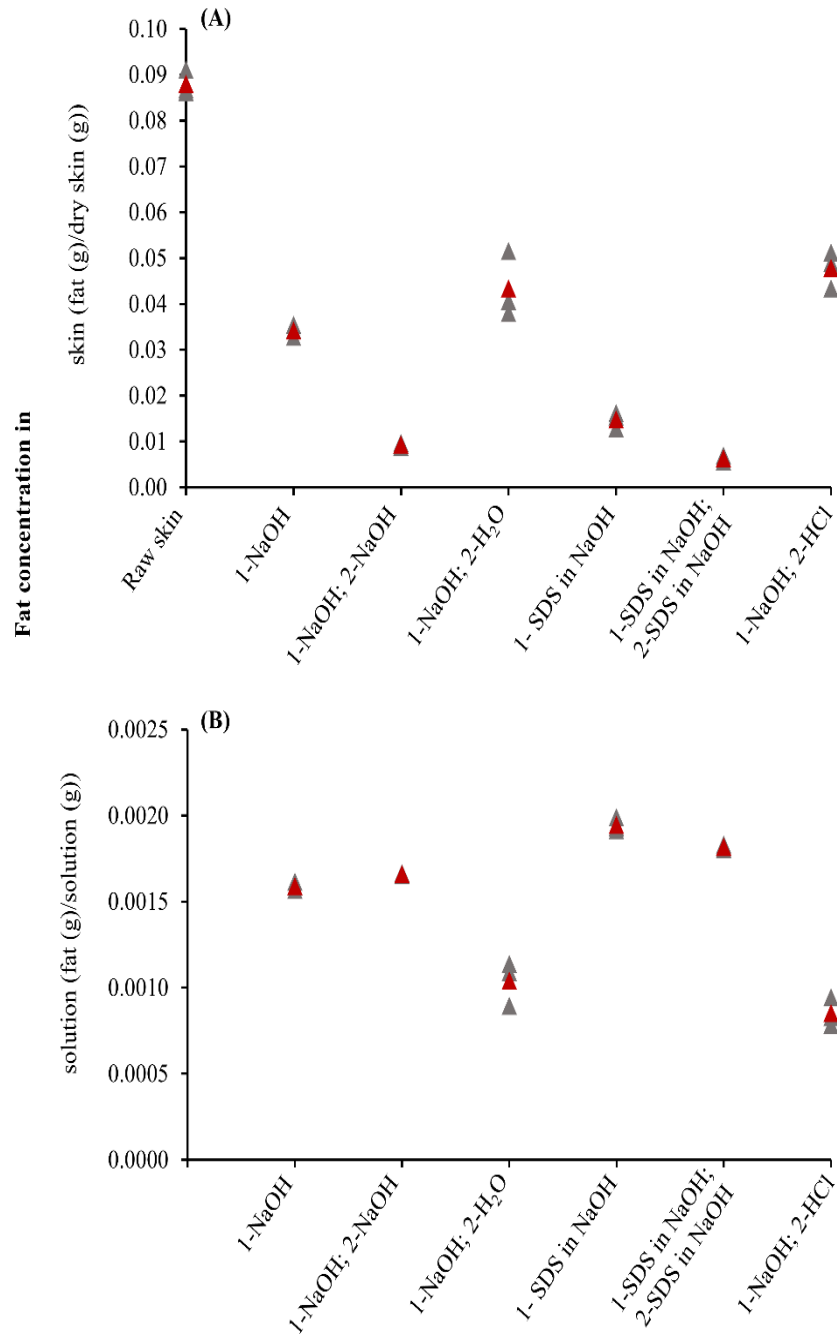 (A)
Fat concentration in
skin (fat (g)/dry skin (g))
0.10
0.09
0.08
0.07
0.06
0.05
0.04
0.03
0.02
0.01
0.00
Raw skin
1-NaOH
1-NaOH; 2-NaOH
1-NaOH; 2-H₂O
1- SDS in NaOH
1-SDS in NaOH;
2-SDS in NaOH
1-NaOH; 2-HCl
(B)
solution (fat (g)/solution (g))
0.0025
0.0020
0.0015
0.0010
0.0005
0.0000
1-NaOH
1-NaOH; 2-NaOH
1-NaOH; 2-H₂O
1- SDS in NaOH
1-SDS in NaOH;
2-SDS in NaOH
1-NaOH; 2-HCl